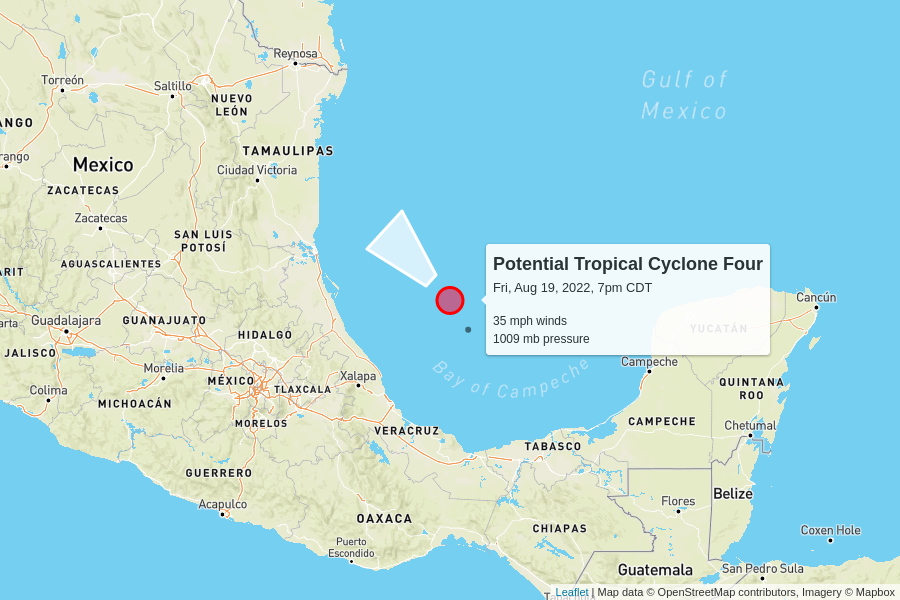 Reynosa
Torreón
Saltillo
Gulf of
Mexico
NUEVO
LEÓN
ANGO
TAMAULIPAS
rango
Mexico
Ciudad Victoria
ZACATECAS
Zacatecas
SAN LUIS
POTOSÍ
AGUASCALIENTES
ARIT
Potential Tropical Cyclone Four
Fri, Aug 19, 2022, 7pm CDT
35 mph winds
1009 mb pressure
Cancún
YUCATÁN
arta
Guadalajara
GUANAJUATO
HIDALGO
JALISCO
Morelia
MÉXICO
TLAXCALA
Xalapa
Bay of Campeche
Campeche
QUINTANA
ROO
Colima
MICHOACÁN
MORELOS
VERACRUZ
CAMPECHE
Chetumal
TABASCO
GUERRERO
Flores
Belize
Acapulco
OAXACA
CHIAPAS
Coxen Hole
Puerto
Escondido
Guatemala
San Pedro Sula
Leaflet | Map data © OpenStreetMap contributors, Imagery © Mapbox